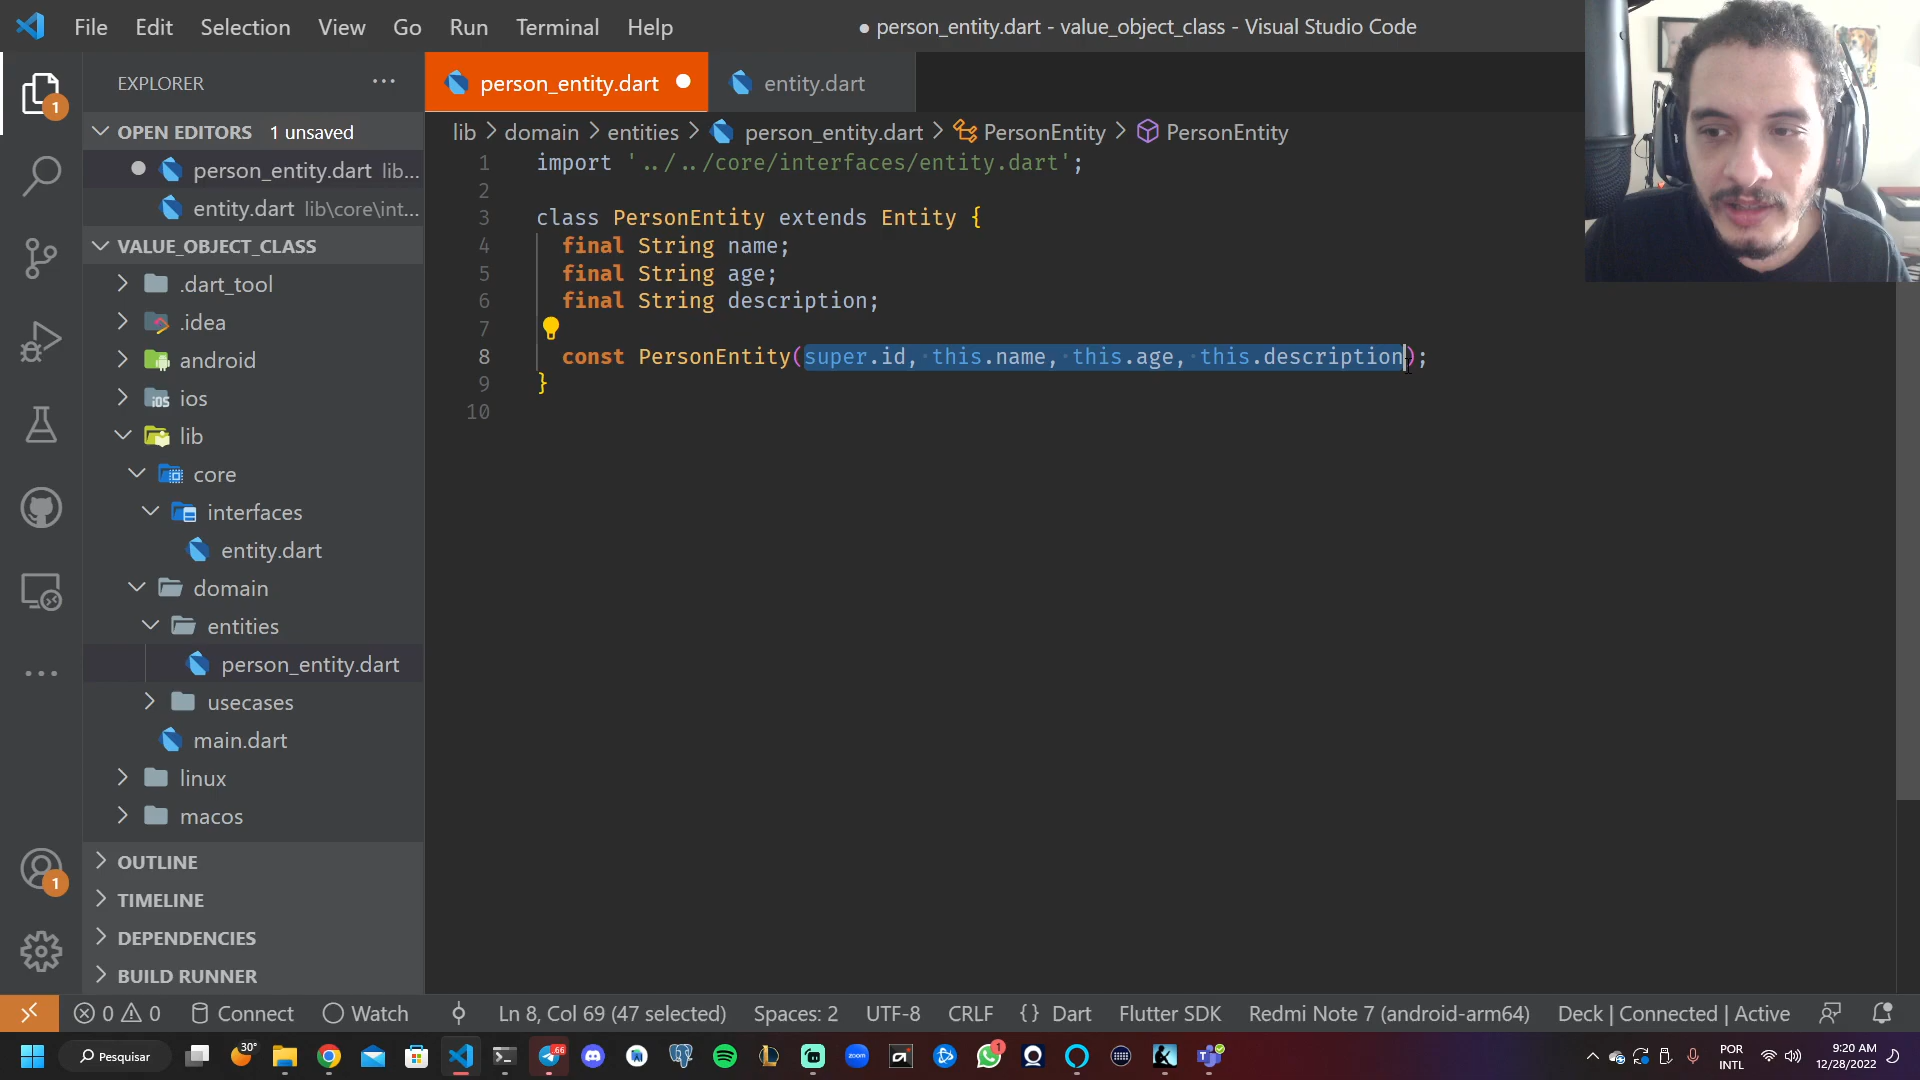 File Edit Selection View Go Run Terminal Help
● person_entity.dart - value_object_class - Visual Studio Code
EXPLORER ···
OPEN EDITORS 1 unsaved
person_entity.dart lib...
entity.dart lib\core\int...
VALUE_OBJECT_CLASS
.dart_tool
.idea
android
ios
lib
core
interfaces
entity.dart
domain
entities
person_entity.dart
usecases
main.dart
linux
macos
OUTLINE
TIMELINE
DEPENDENCIES
BUILD RUNNER
1
1
person_entity.dart
entity.dart
lib > domain > entities > person_entity.dart > PersonEntity > PersonEntity
1 import '../../core/interfaces/entity.dart';
2
3 class PersonEntity extends Entity {
4 final String name;
5 final String age;
6 final String description;
7
8 const PersonEntity(super.id, this.name, this.age, this.description);
9 }
10
0 0 Connect Watch Ln 8, Col 69 (47 selected) Spaces: 2 UTF-8 CRLF {} Dart Flutter SDK Redmi Note 7 (android-arm64) Deck | Connected | Active
Pesquisar 30° 66 zoom 1 POR INTL 9:20 AM 12/28/2022